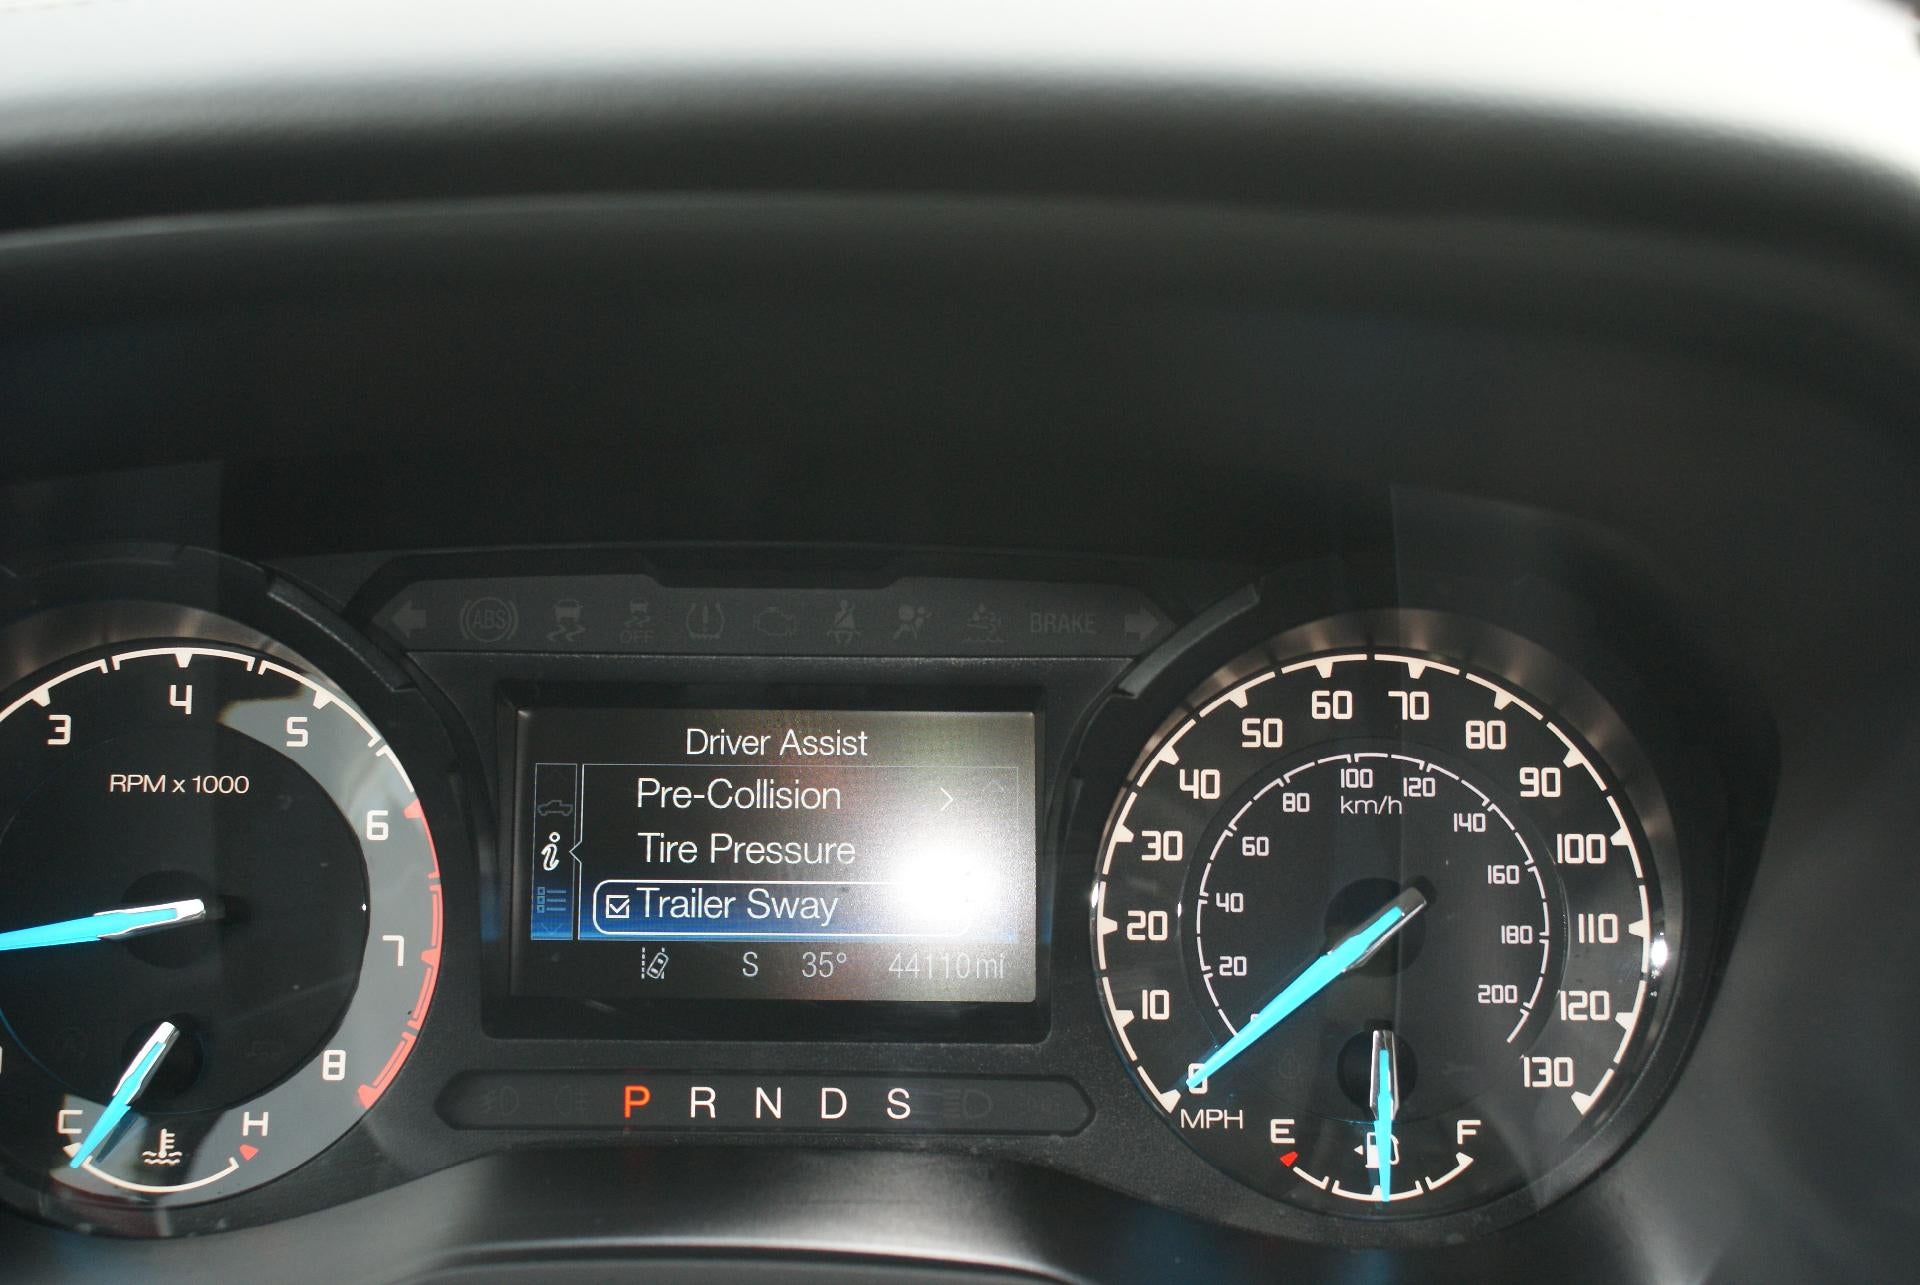 ABS
OFF
BRAKE
3
4
5
6
7
8
RPM x 1000
C
H
Driver Assist
Pre-Collision
Tire Pressure
Trailer Sway
S 35° 44110 mi
P R N D S
0
10
20
30
40
50
60
70
80
90
100
110
120
130
MPH
20
40
60
80
100
120
140
160
180
200
km/h
E
F